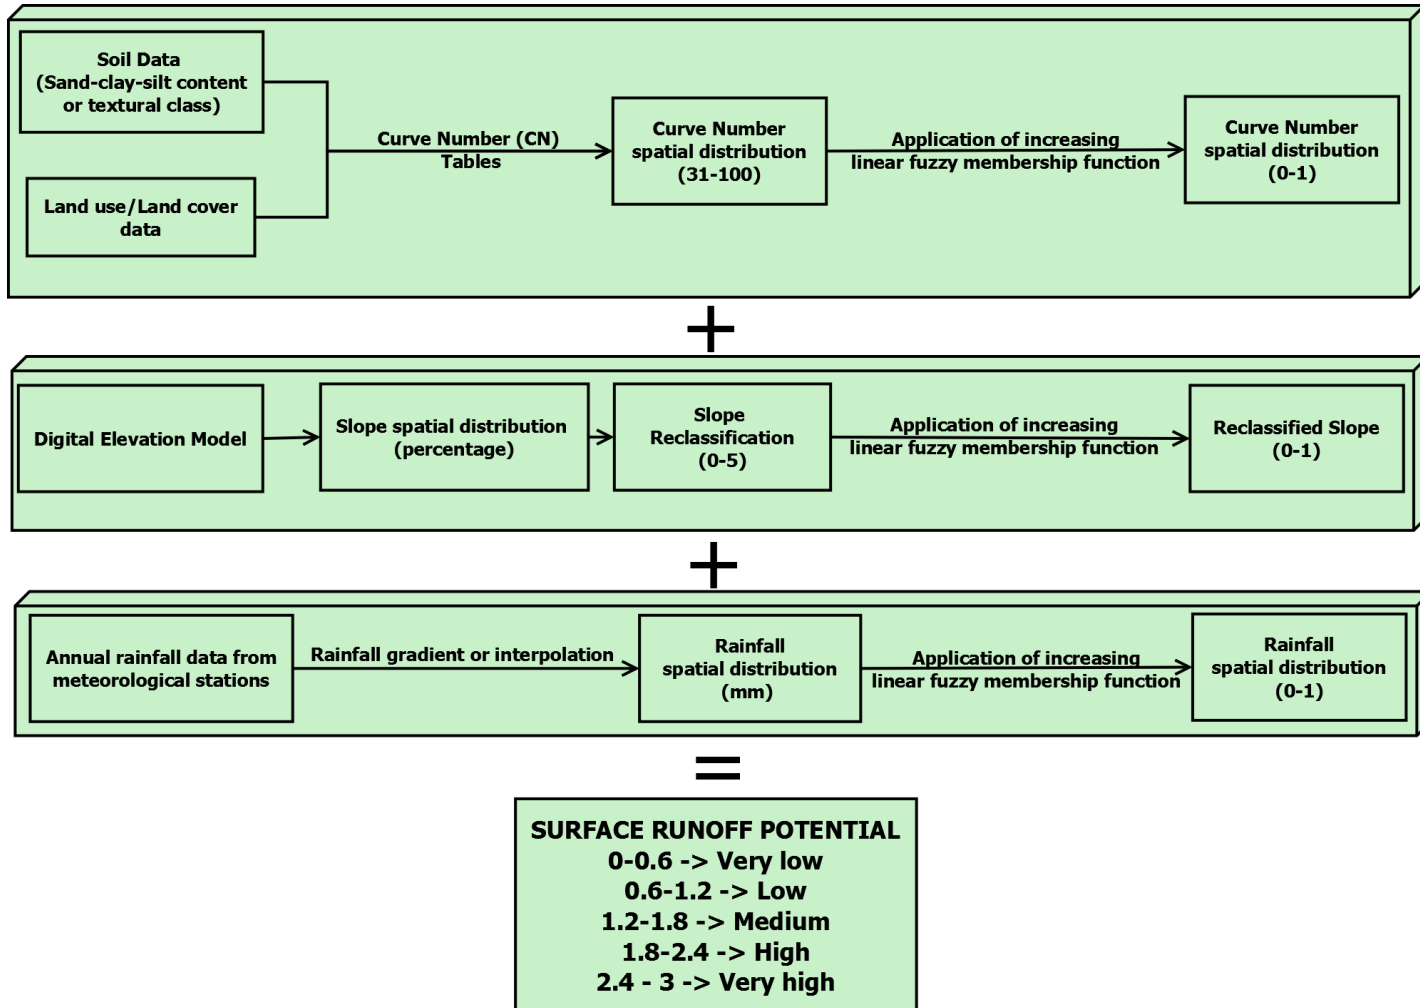 Soil Data
(Sand-clay-silt content
or textural class)
Land use/Land cover
data
Curve Number (CN)
Tables
Curve Number
spatial distribution
(31-100)
Application of increasing
linear fuzzy membership function
Curve Number
spatial distribution
(0-1)
+
Digital Elevation Model
Slope spatial distribution
(percentage)
Slope
Reclassification
(0-5)
Application of increasing
linear fuzzy membership function
Reclassified Slope
(0-1)
+
Annual rainfall data from
meteorological stations
Rainfall gradient or interpolation
Rainfall
spatial distribution
(mm)
Application of increasing
linear fuzzy membership function
Rainfall
spatial distribution
(0-1)
=
SURFACE RUNOFF POTENTIAL
0-0.6 -> Very low
0.6-1.2 -> Low
1.2-1.8 -> Medium
1.8-2.4 -> High
2.4 - 3 -> Very high